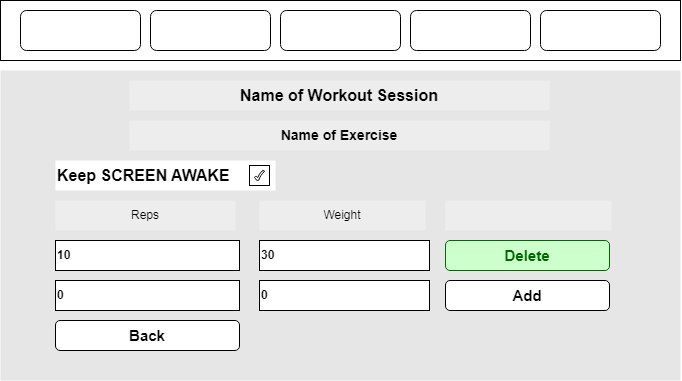 Name of Workout Session
Name of Exercise
Keep SCREEN AWAKE
Reps Weight
10 30 Delete
0 0 Add
Back